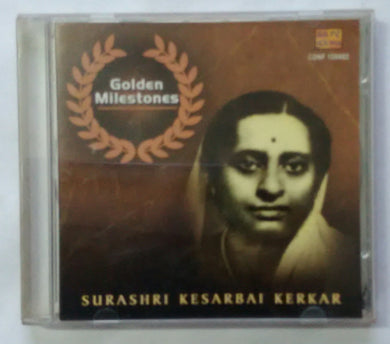 Golden
Milestones
SURASHRI KESARBAI KERKAR